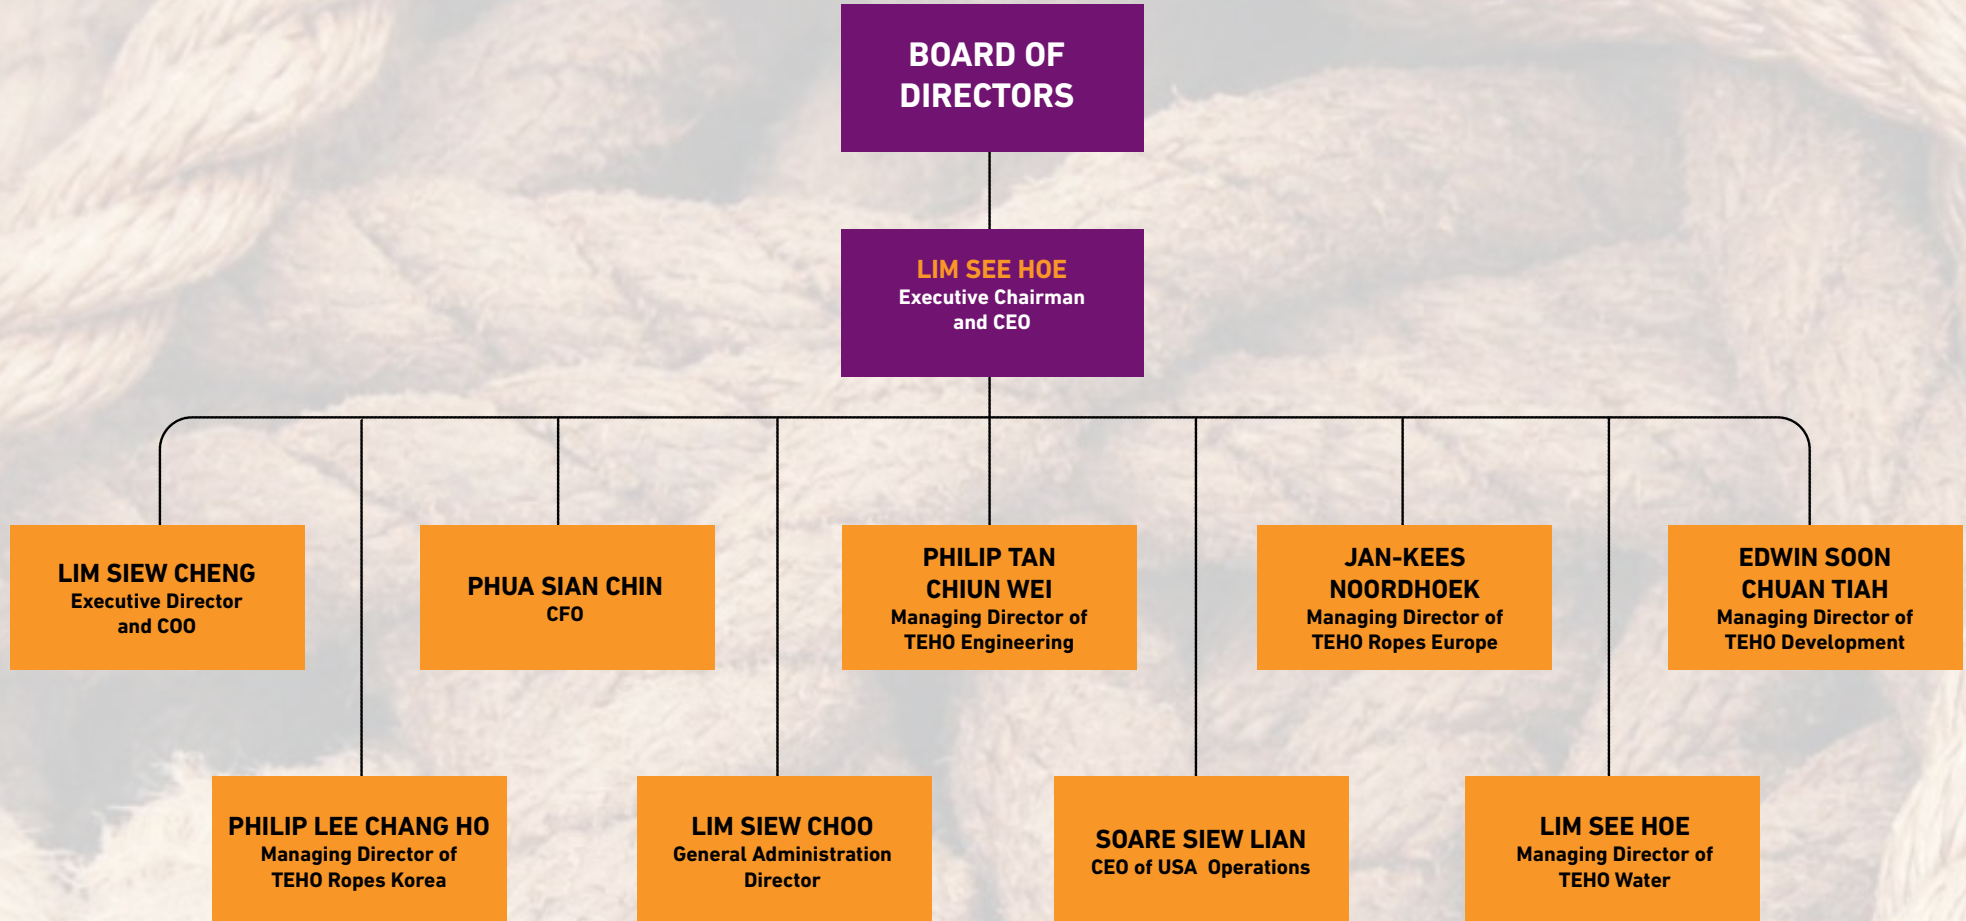 BOARD OF
DIRECTORS
LIM SEE HOE
Executive Chairman
and CEO
LIM SIEW CHENG
Executive Director
and COO
PHUA SIAN CHIN
CFO
PHILIP TAN
CHIUN WEI
Managing Director of
TEHO Engineering
JAN-KEES
NOORDHOEK
Managing Director of
TEHO Ropes Europe
EDWIN SOON
CHUAN TIAH
Managing Director of
TEHO Development
PHILIP LEE CHANG HO
Managing Director of
TEHO Ropes Korea
LIM SIEW CHOO
General Administration
Director
SOARE SIEW LIAN
CEO of USA  Operations
LIM SEE HOE
Managing Director of
TEHO Water